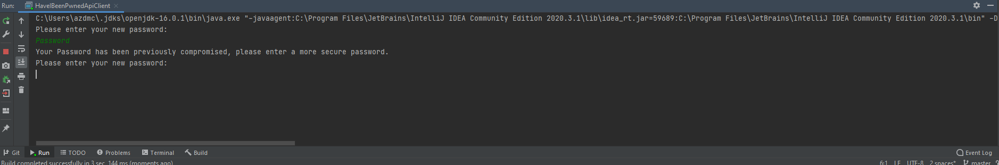 Run: HaveIBeenPwnedApiClient
C:\Users\azdmc\.jdks\openjdk-16.0.1\bin\java.exe "-javaagent:C:\Program Files\JetBrains\IntelliJ IDEA Community Edition 2020.3.1\lib\idea_rt.jar=59689:C:\Program Files\JetBrains\IntelliJ IDEA Community Edition 2020.3.1\bin" -D
Please enter your new password:
Password
Your Password has been previously compromised, please enter a more secure password.
Please enter your new password:
Git Run TODO Problems Terminal Build Event Log
Build completed successfully in 3 sec, 144 ms (moments ago) 6:1 LF UTF-8 2 spaces* master